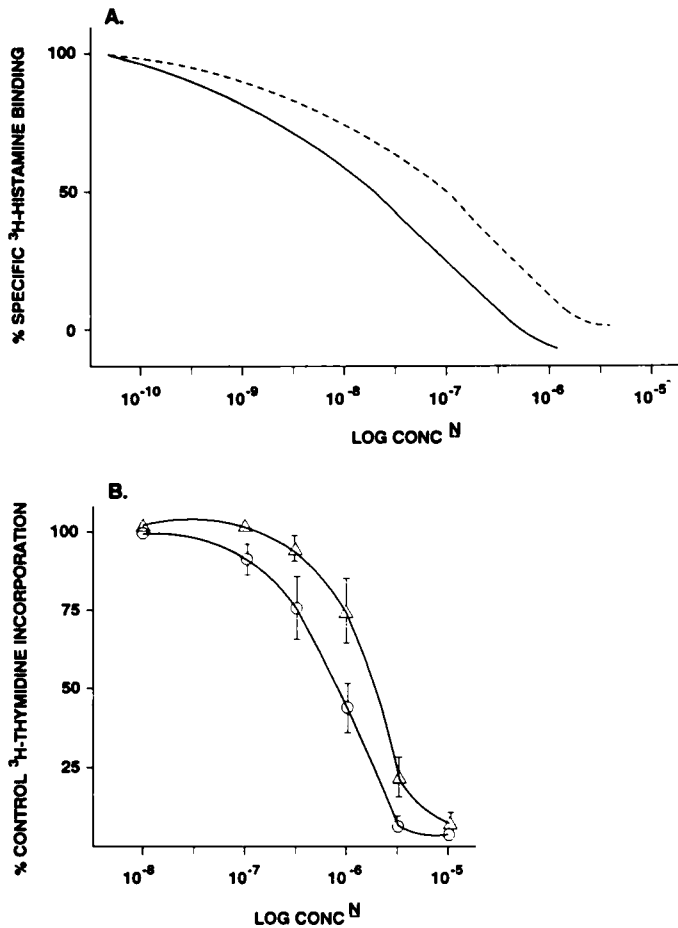 A.
% SPECIFIC ³H-HISTAMINE BINDING
100
50
0
10⁻¹⁰ 10⁻⁹ 10⁻⁸ 10⁻⁷ 10⁻⁶ 10⁻⁵
LOG CONC N
B.
% CONTROL ³H-THYMIDINE INCORPORATION
100
75
50
25
10⁻⁸ 10⁻⁷ 10⁻⁶ 10⁻⁵
LOG CONC N